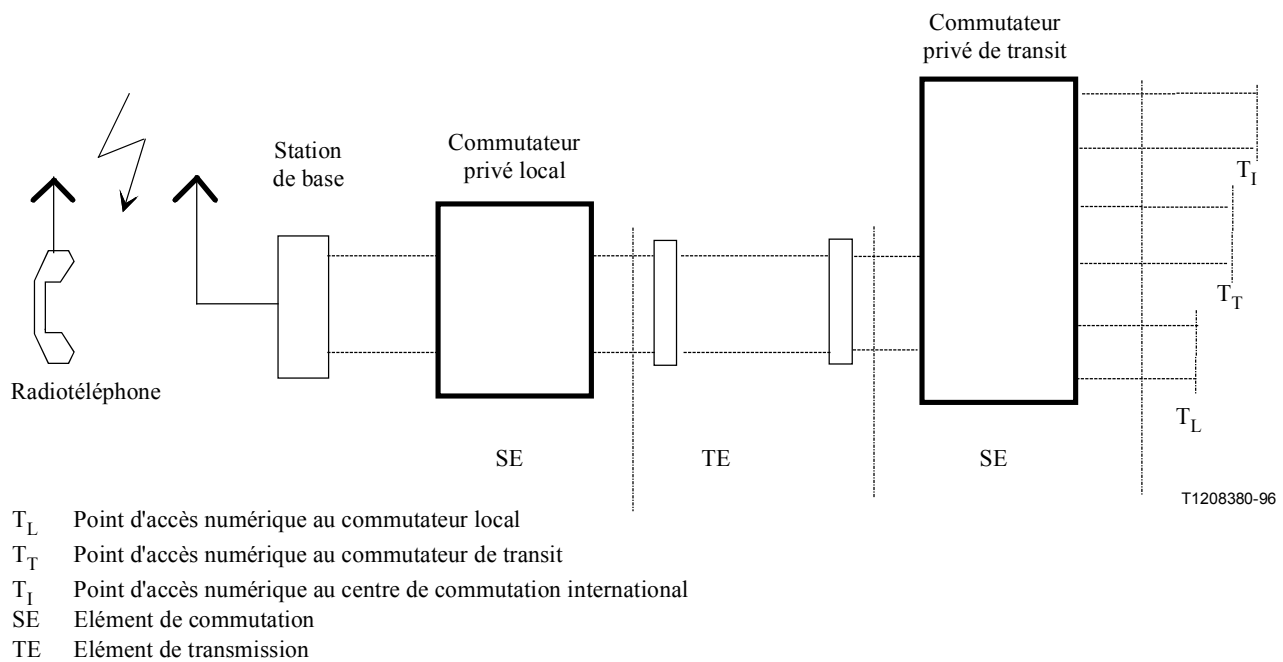 Commutateur
privé de transit
Station
de base
Commutateur
privé local
T_I
T_T
T_L
Radiotéléphone
SE
TE
SE
T1208380-96
T_L Point d'accès numérique au commutateur local
T_T Point d'accès numérique au commutateur de transit
T_I Point d'accès numérique au centre de commutation international
SE Elément de commutation
TE Elément de transmission